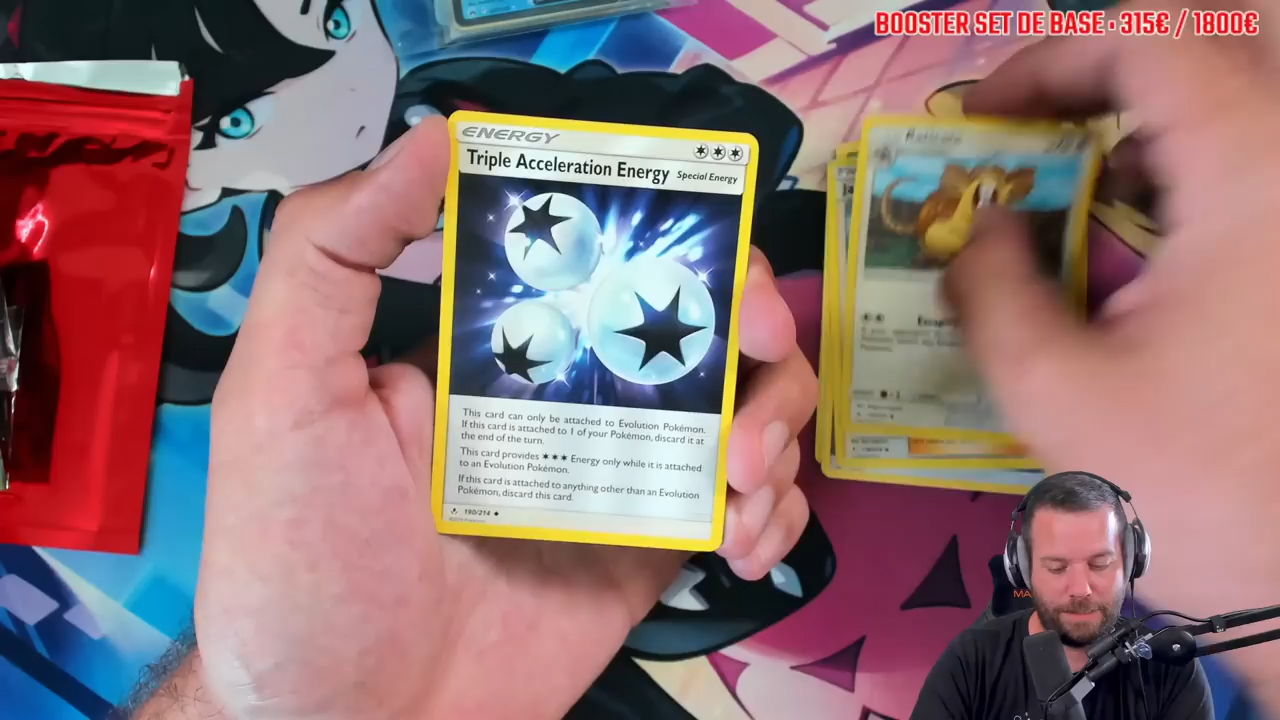 BOOSTER SET DE BASE • 315€ / 1800€
ENERGY
Triple Acceleration Energy Special Energy
This card can only be attached to Evolution Pokémon.
If this card is attached to 1 of your Pokémon, discard it at
the end of the turn.
This card provides ✶✶✶ Energy only while it is attached
to an Evolution Pokémon.
If this card is attached to anything other than an Evolution
Pokémon, discard this card.
190/214
Raticate